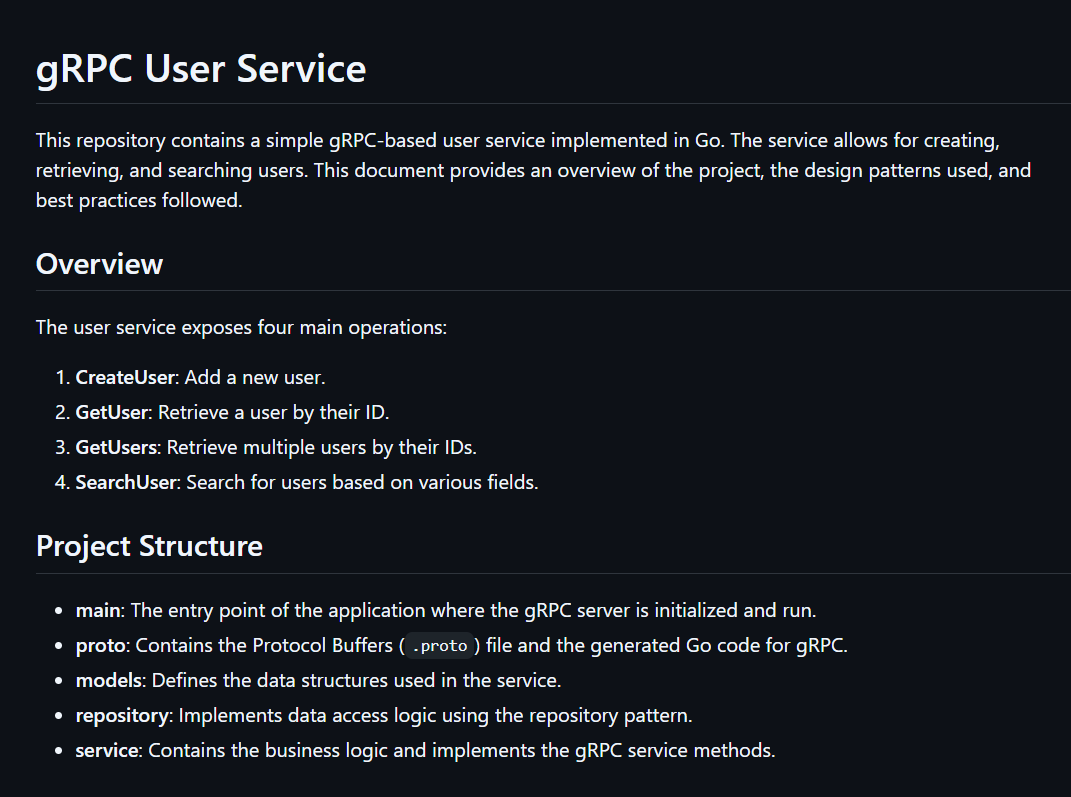 gRPC User Service
This repository contains a simple gRPC-based user service implemented in Go. The service allows for creating,
retrieving, and searching users. This document provides an overview of the project, the design patterns used, and
best practices followed.
Overview
The user service exposes four main operations:
1. CreateUser: Add a new user.
2. GetUser: Retrieve a user by their ID.
3. GetUsers: Retrieve multiple users by their IDs.
4. SearchUser: Search for users based on various fields.
Project Structure
• main: The entry point of the application where the gRPC server is initialized and run.
• proto: Contains the Protocol Buffers (.proto) file and the generated Go code for gRPC.
• models: Defines the data structures used in the service.
• repository: Implements data access logic using the repository pattern.
• service: Contains the business logic and implements the gRPC service methods.